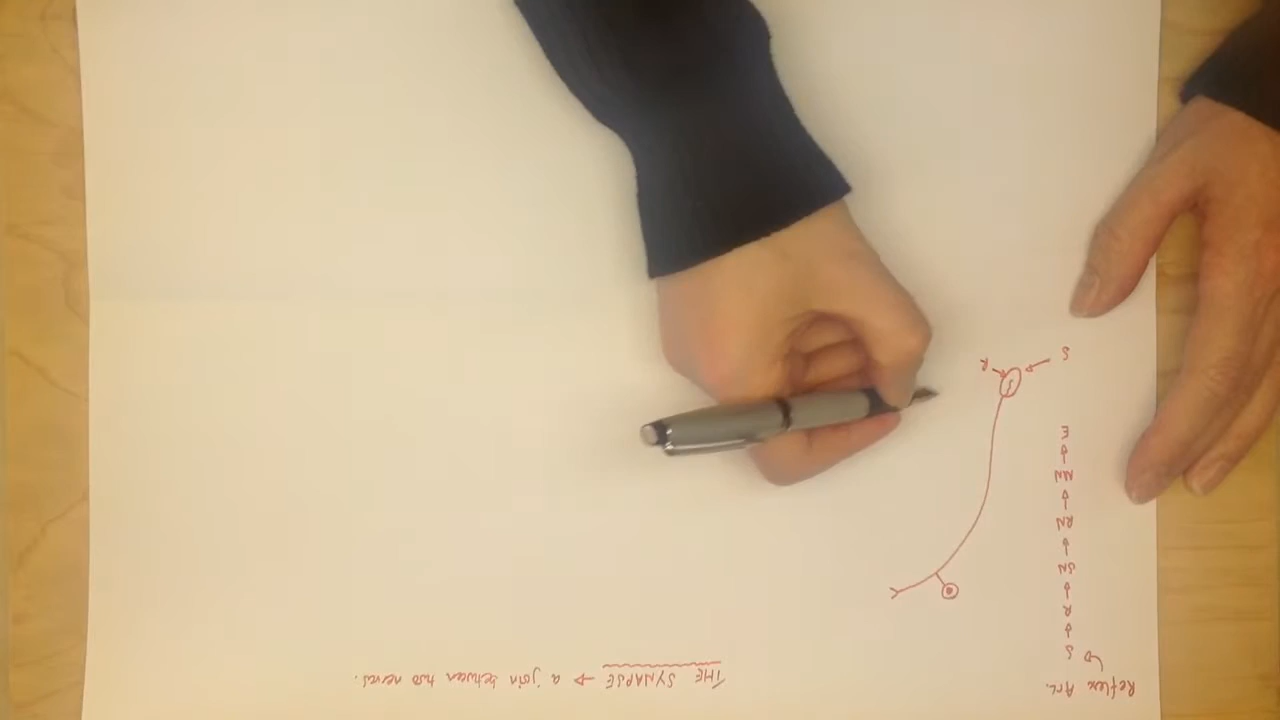 Reflex Arc.
THE SYNAPSE → a join between two nerves.
S
↓
R
↓
SN
↓
RN
↓
MN
↓
E
S
R